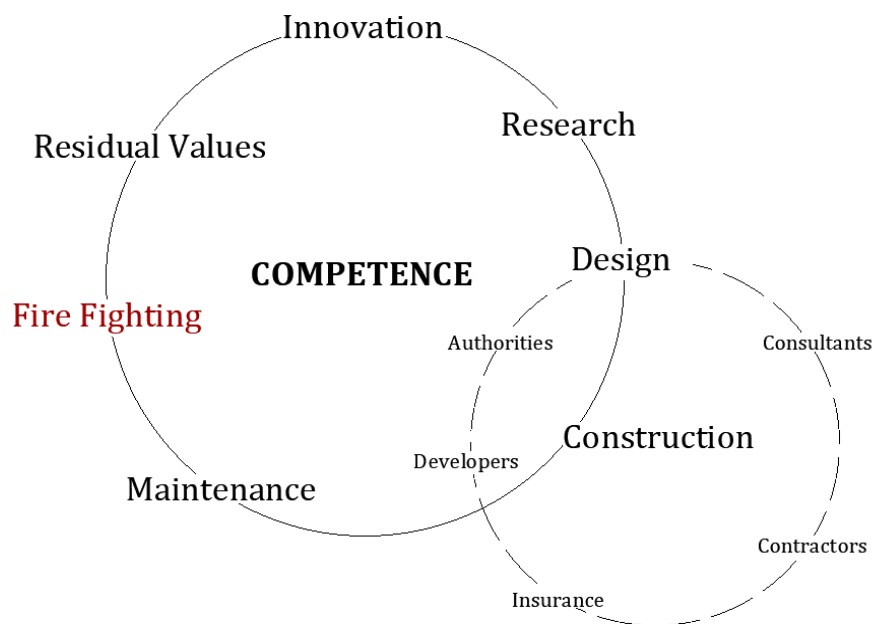 Innovation
Research
Residual Values
Design
COMPETENCE
Fire Fighting
Authorities
Consultants
Construction
Developers
Maintenance
Contractors
Insurance